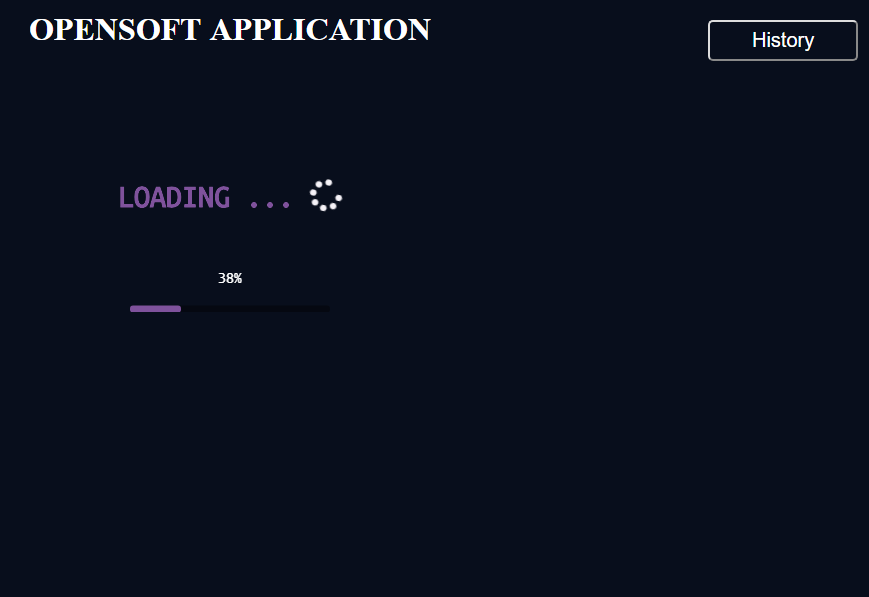 OPENSOFT APPLICATION
History
LOADING ...
38%